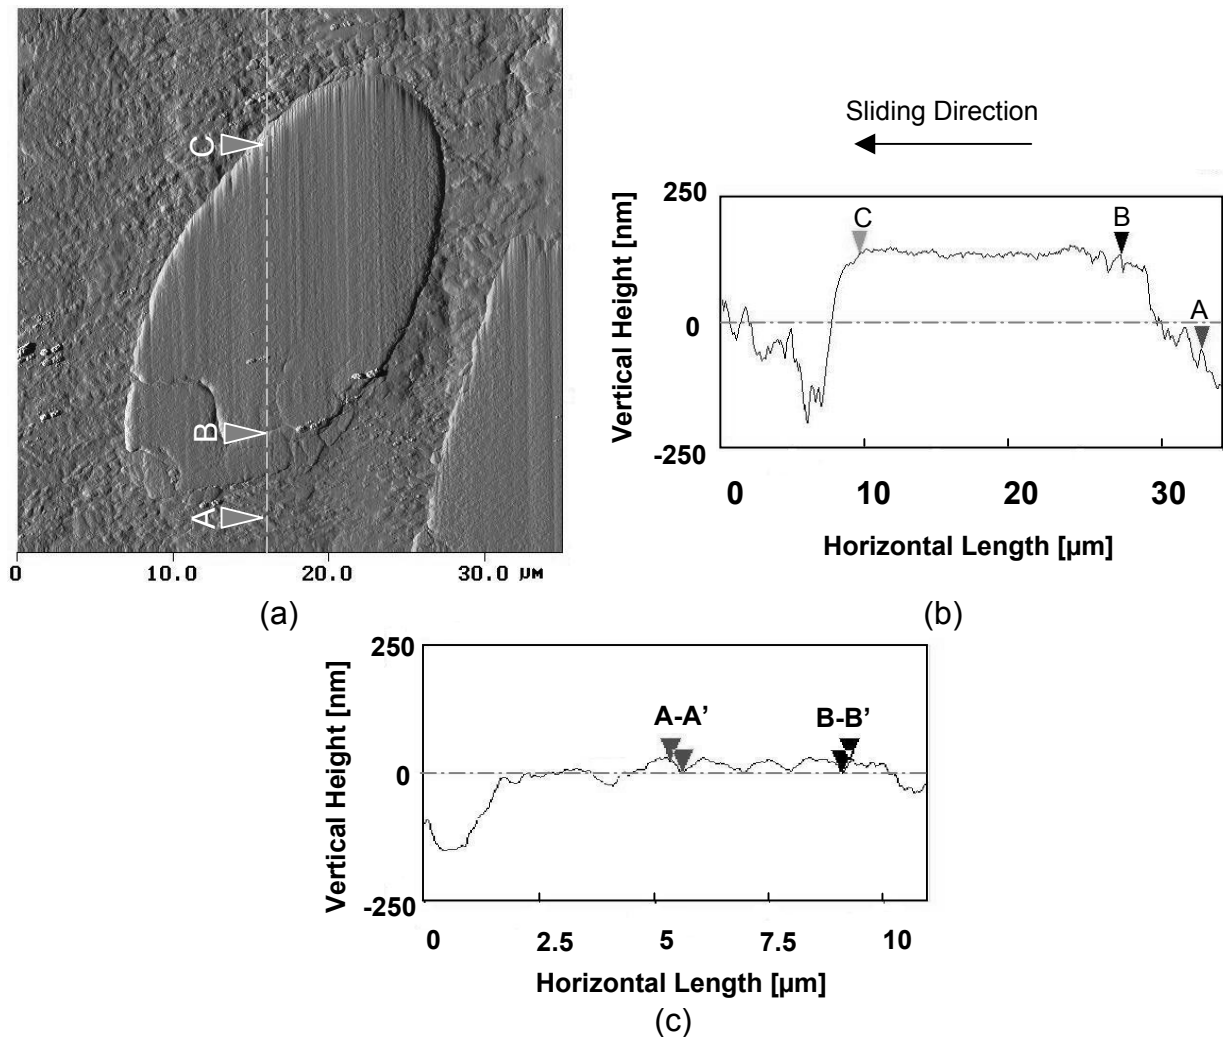 C
B
A
0 10.0 20.0 30.0 µM
(a)
Sliding Direction
Vertical Height [nm]
250
0
-250
C
B
A
0 10 20 30
Horizontal Length [µm]
(b)
Vertical Height [nm]
250
0
-250
A-A’ B-B’
0 2.5 5 7.5 10
Horizontal Length [µm]
(c)